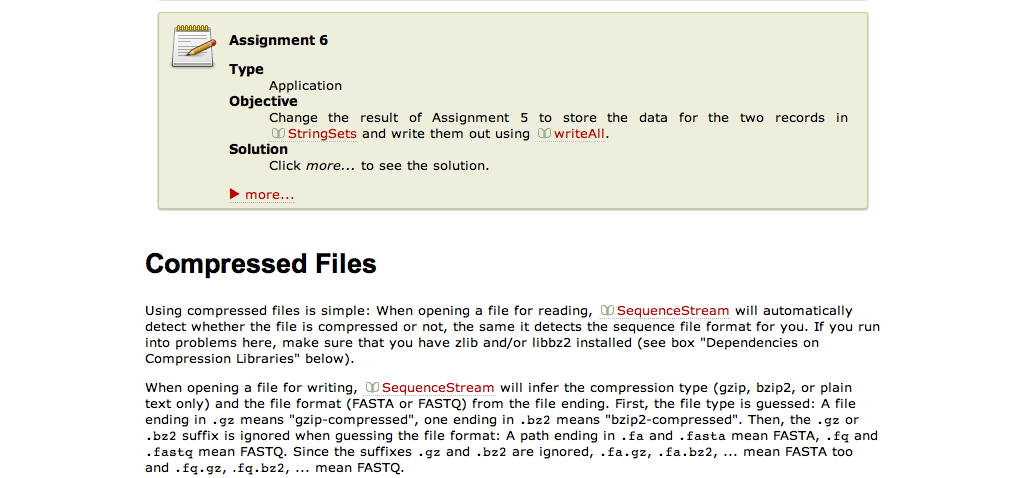 Assignment 6
Type
Application
Objective
Change the result of Assignment 5 to store the data for the two records in
StringSets and write them out using writeAll.
Solution
Click more... to see the solution.
more...
Compressed Files
Using compressed files is simple: When opening a file for reading, SequenceStream will automatically
detect whether the file is compressed or not, the same it detects the sequence file format for you. If you run
into problems here, make sure that you have zlib and/or libbz2 installed (see box "Dependencies on
Compression Libraries" below).
When opening a file for writing, SequenceStream will infer the compression type (gzip, bzip2, or plain
text only) and the file format (FASTA or FASTQ) from the file ending. First, the file type is guessed: A file
ending in .gz means "gzip-compressed", one ending in .bz2 means "bzip2-compressed". Then, the .gz or
.bz2 suffix is ignored when guessing the file format: A path ending in .fa and .fasta mean FASTA, .fq and
.fastq mean FASTQ. Since the suffixes .gz and .bz2 are ignored, .fa.gz, .fa.bz2, ... mean FASTA too
and .fq.gz, .fq.bz2, ... mean FASTQ.